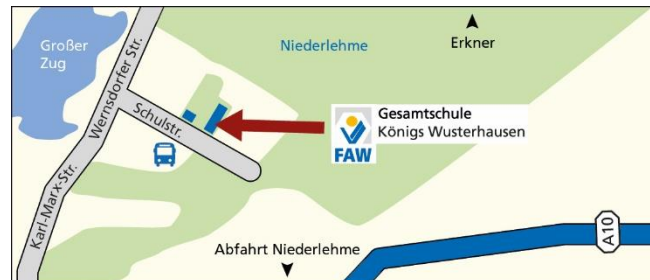 Großer
Zug
Wernsdorfer Str.
Niederlehme
Erkner
Schulstr.
Gesamtschule
Königs Wusterhausen
FAW
Karl-Marx-Str.
Abfahrt Niederlehme
A10